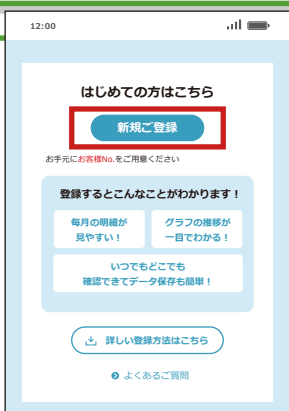 12:00
はじめての方はこちら
新規ご登録
お手元にお客様No.をご用意ください
登録するとこんなことがわかります！
毎月の明細が
見やすい！
グラフの推移が
一目でわかる！
いつでもどこでも
確認できてデータ保存も簡単！
詳しい登録方法はこちら
よくあるご質問